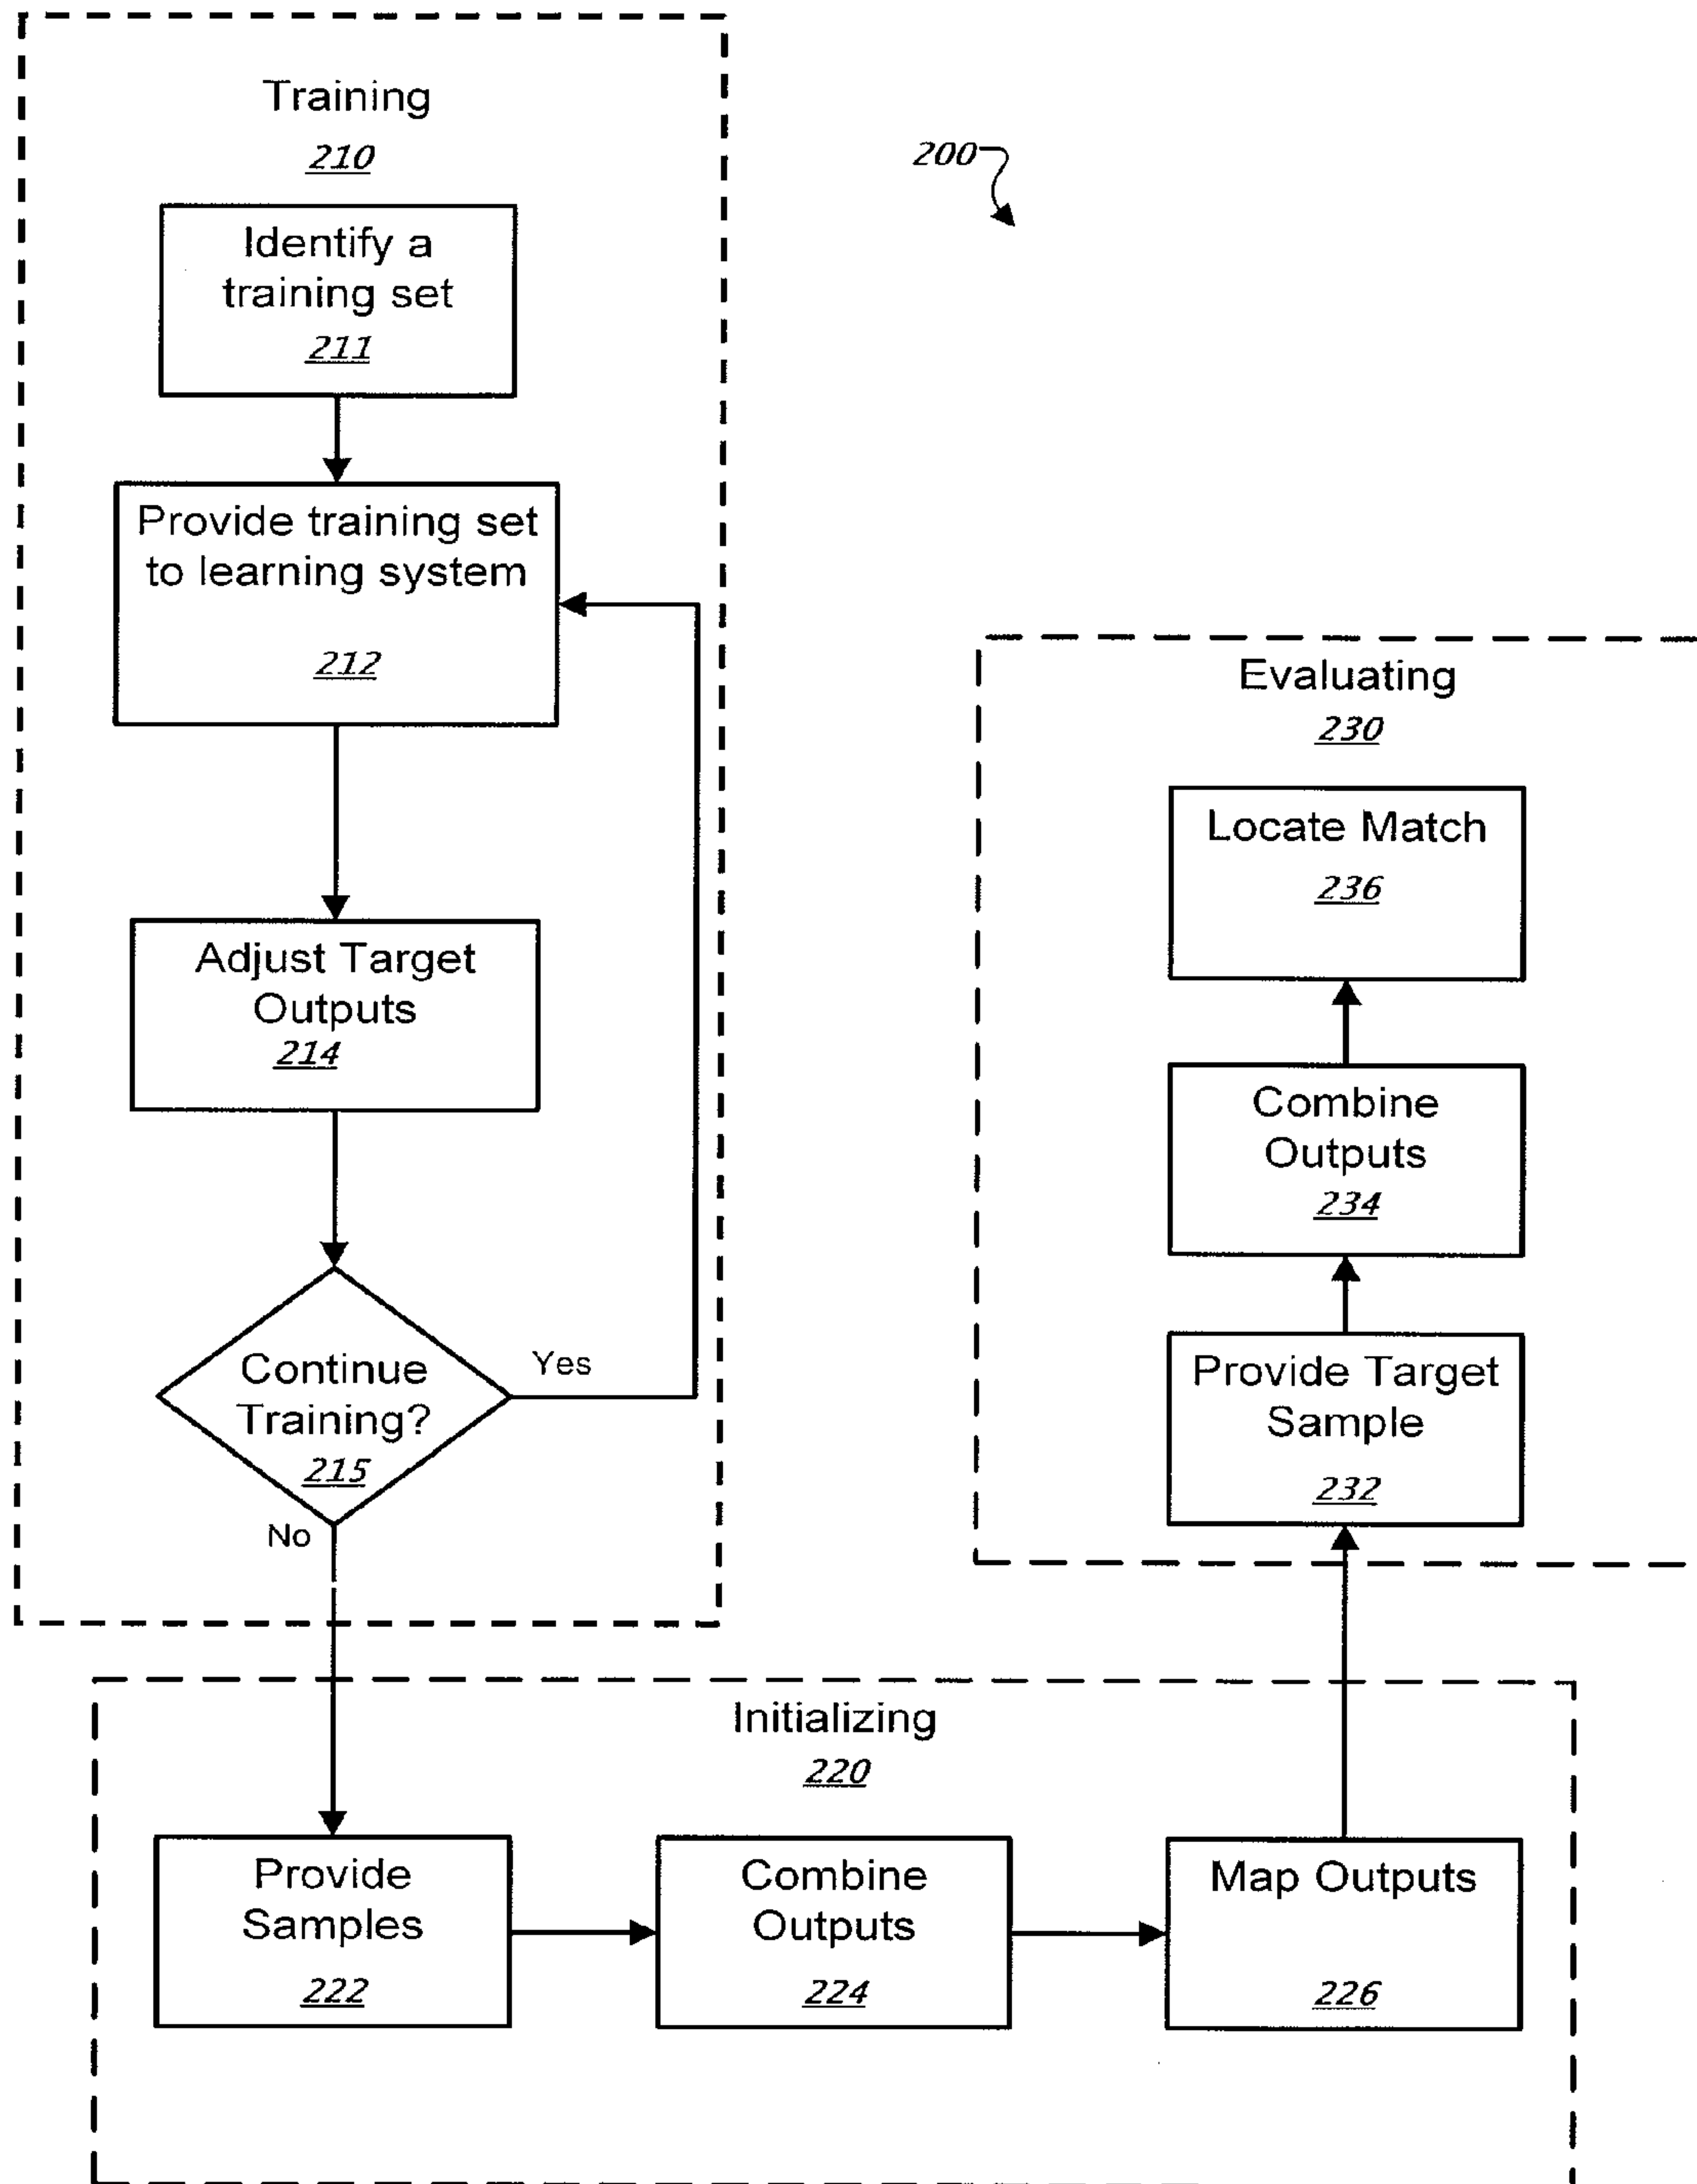 Training
210
Identify a
training set
211
Provide training set
to learning system
212
Adjust Target
Outputs
214
Continue
Training?
215
Yes
No
200
Evaluating
230
Locate Match
236
Combine
Outputs
234
Provide Target
Sample
232
Initializing
220
Provide
Samples
222
Combine
Outputs
224
Map Outputs
226